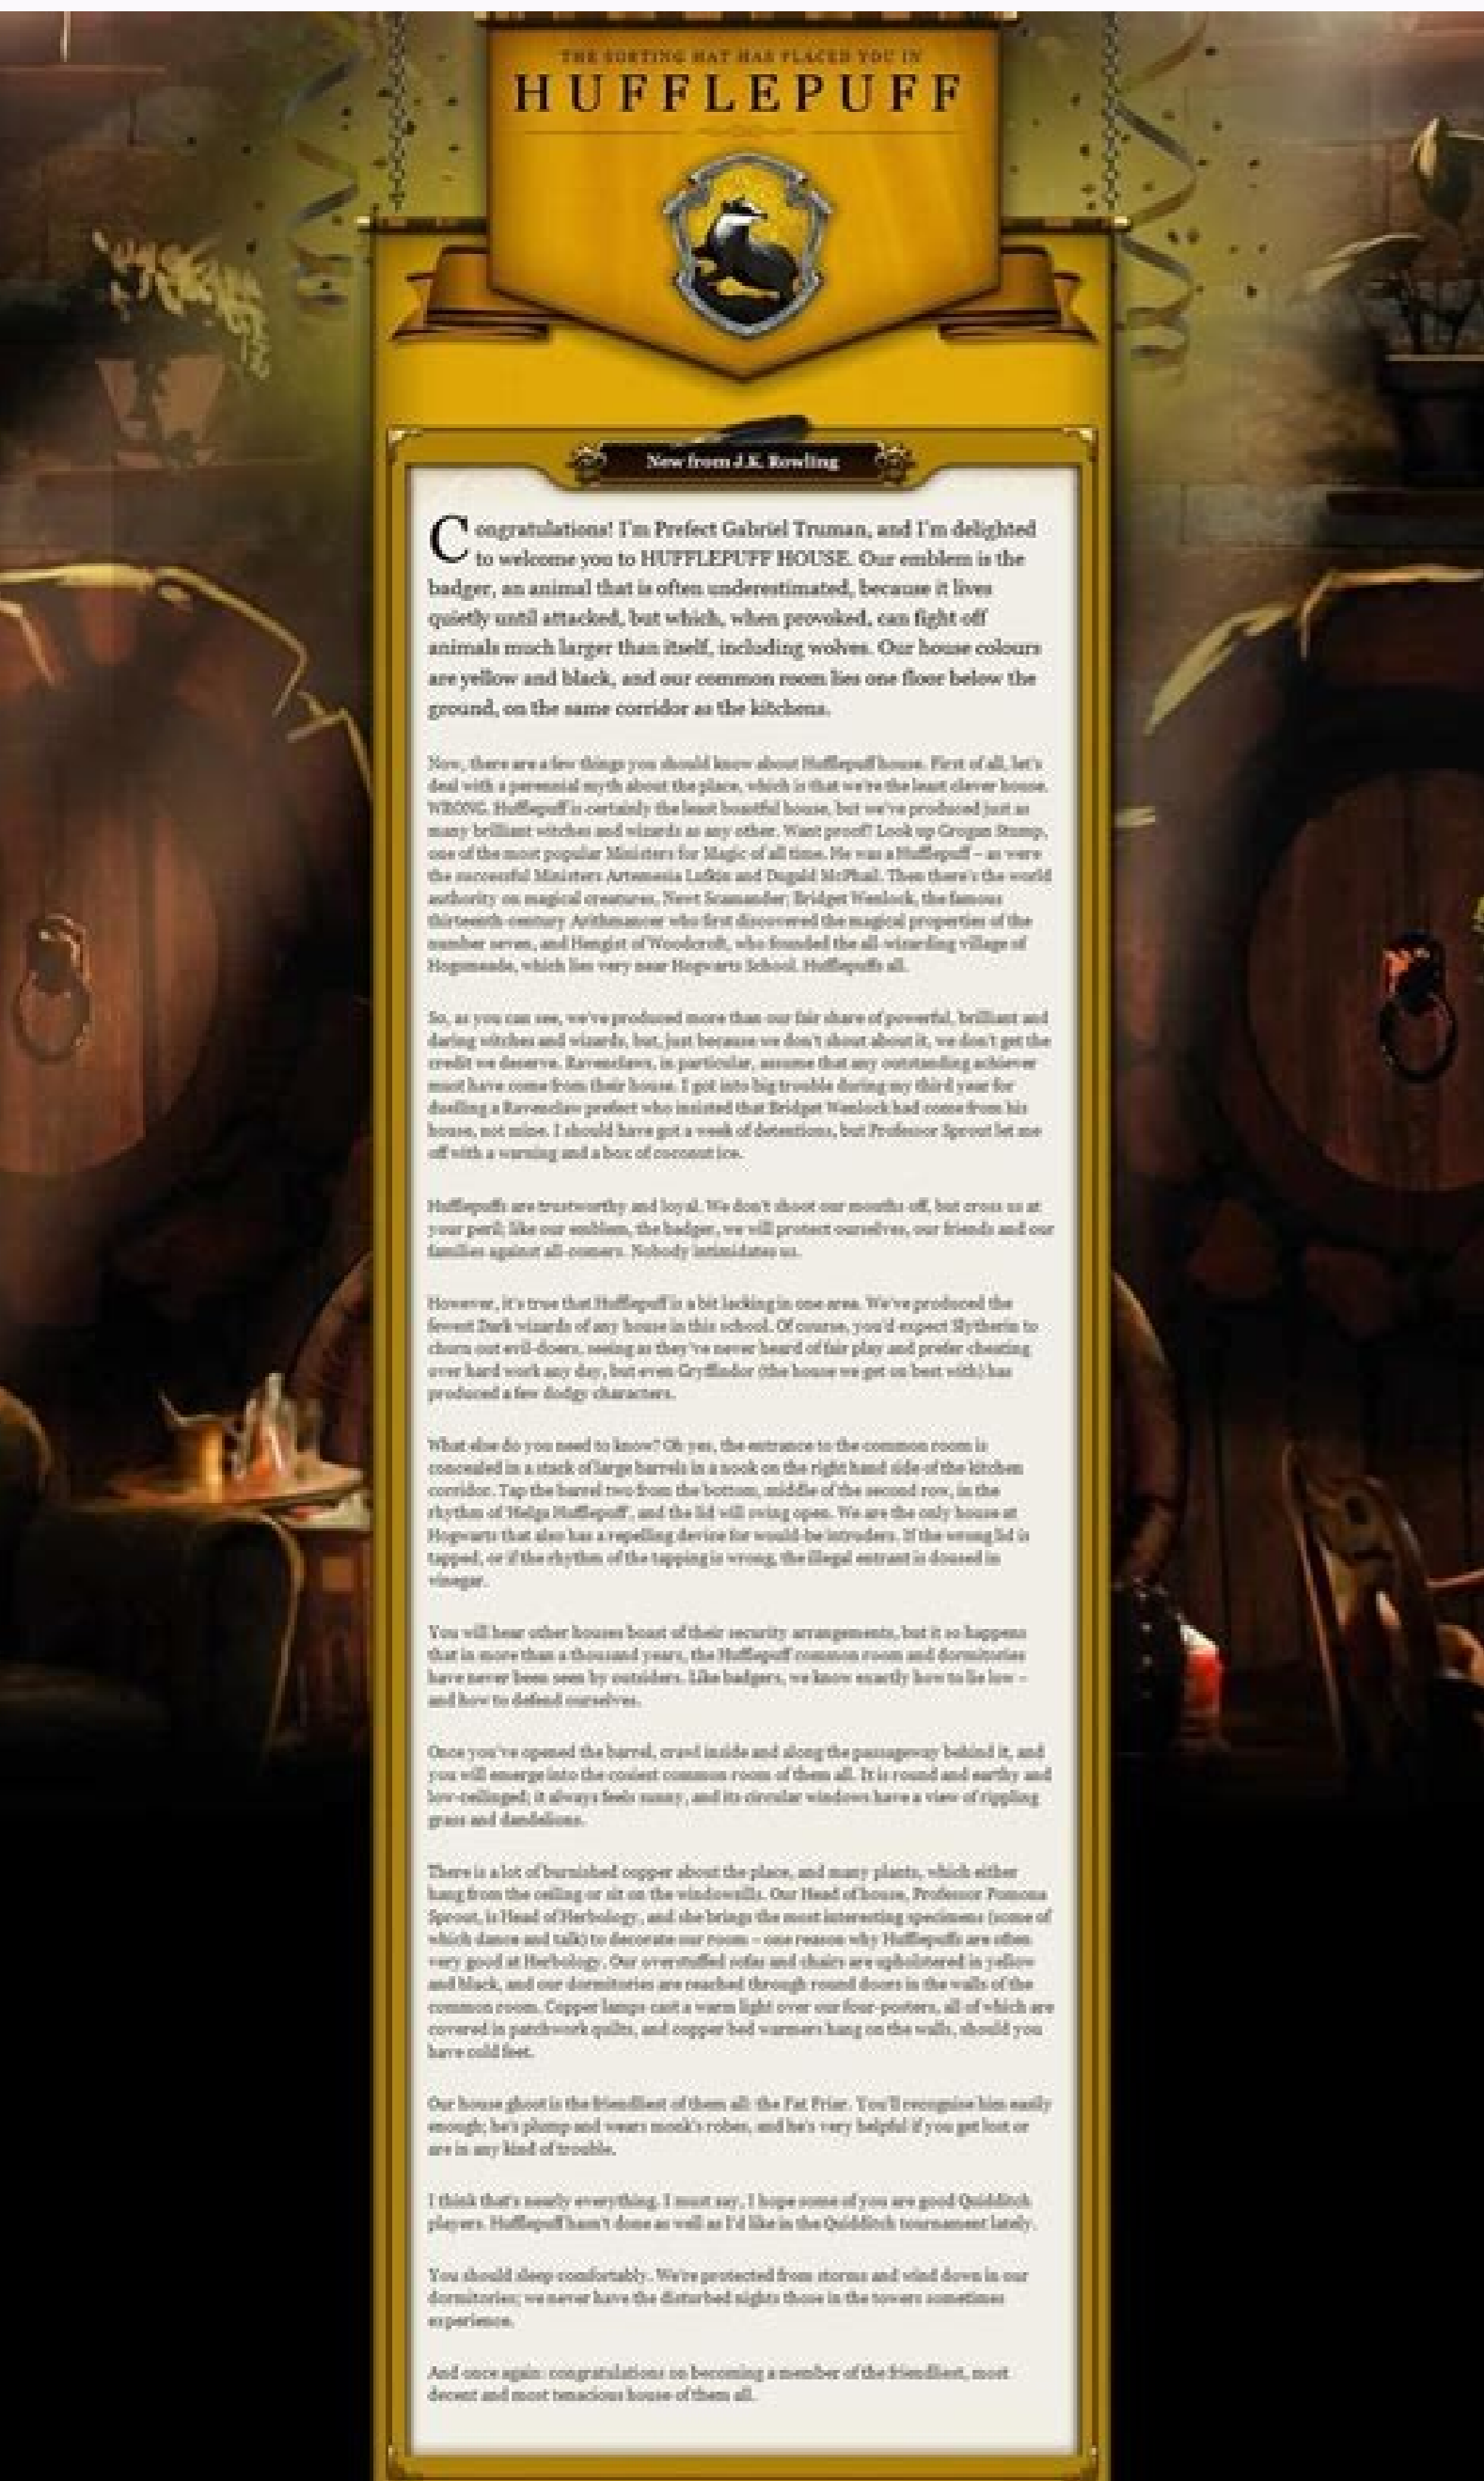 THE SORTING HAT HAS PLACED YOU IN
HUFFLEPUFF
New from J.K. Rowling
Congratulations! I'm Prefect Gabriel Truman, and I'm delighted
to welcome you to HUFFLEPUFF HOUSE. Our emblem is the
badger, an animal that is often underestimated, because it lives
quietly until attacked, but which, when provoked, can fight off
animals much larger than itself, including wolves. Our house colours
are yellow and black, and our common room lies one floor below the
ground, on the same corridor as the kitchens.
Now, there are a few things you should know about Hufflepuff house. First of all, let's
deal with a perennial myth about the place, which is that we're the least clever house.
WRONG. Hufflepuff is certainly the least boastful house, but we've produced just as
many brilliant witches and wizards as any other. Want proof? Look up Grogan Stump,
one of the most popular Ministers for Magic of all time. He was a Hufflepuff – as were
the successful Ministers Artemesia Lufkin and Dugald McPhail. Then there's the world
authority on magical creatures, Newt Scamander; Bridget Wenlock, the famous
thirteenth-century Arithmancer who first discovered the magical properties of the
number seven, and Hengist of Woodcroft, who founded the all-wizarding village of
Hogsmeade, which lies very near Hogwarts School. Hufflepuffs all.
So, as you can see, we've produced more than our fair share of powerful, brilliant and
daring witches and wizards, but, just because we don't shout about it, we don't get the
credit we deserve. Ravenclaws, in particular, assume that any outstanding achiever
must have come from their house. I got into big trouble during my third year for
duelling a Ravenclaw prefect who insisted that Bridget Wenlock had come from his
house, not mine. I should have got a week of detentions, but Professor Sprout let me
off with a warning and a box of coconut ice.
Hufflepuffs are trustworthy and loyal. We don't shoot our mouths off, but cross us at
your peril; like our emblem, the badger, we will protect ourselves, our friends and our
families against all-comers. Nobody intimidates us.
However, it's true that Hufflepuff is a bit lacking in one area. We've produced the
fewest Dark wizards of any house in this school. Of course, you'd expect Slytherin to
churn out evil-doers, seeing as they've never heard of fair play and prefer cheating
over hard work any day, but even Gryffindor (the house we get on best with) has
produced a few dodgy characters.
What else do you need to know? Oh yes, the entrance to the common room is
concealed in a stack of large barrels in a nook on the right hand side of the kitchen
corridor. Tap the barrel two from the bottom, middle of the second row, in the
rhythm of 'Helga Hufflepuff', and the lid will swing open. We are the only house at
Hogwarts that also has a repelling device for would-be intruders. If the wrong lid is
tapped, or if the rhythm of the tapping is wrong, the illegal entrant is doused in
vinegar.
You will hear other houses boast of their security arrangements, but it so happens
that in more than a thousand years, the Hufflepuff common room and dormitories
have never been seen by outsiders. Like badgers, we know exactly how to lie low –
and how to defend ourselves.
Once you've opened the barrel, crawl inside and along the passageway behind it, and
you will emerge into the cosiest common room of them all. It is round and earthy and
low-ceilinged; it always feels sunny, and its circular windows have a view of rippling
grass and dandelions.
There is a lot of burnished copper about the place, and many plants, which either
hang from the ceiling or sit on the windowsills. Our Head of house, Professor Pomona
Sprout, is Head of Herbology, and she brings the most interesting specimens (some of
which dance and talk) to decorate our room – one reason why Hufflepuffs are often
very good at Herbology. Our overstuffed sofas and chairs are upholstered in yellow
and black, and our dormitories are reached through round doors in the walls of the
common room. Copper lamps cast a warm light over our four-posters, all of which are
covered in patchwork quilts, and copper bed warmers hang on the walls, should you
have cold feet.
Our house ghost is the friendliest of them all: the Fat Friar. You'll recognise him easily
enough; he's plump and wears monk's robes, and he's very helpful if you get lost or
are in any kind of trouble.
I think that's nearly everything. I must say, I hope some of you are good Quidditch
players. Hufflepuff hasn't done as well as I'd like in the Quidditch tournament lately.
You should sleep comfortably. We're protected from storms and wind down in our
dormitories; we never have the disturbed nights those in the towers sometimes
experience.
And once again: congratulations on becoming a member of the friendliest, most
decent and most tenacious house of them all.